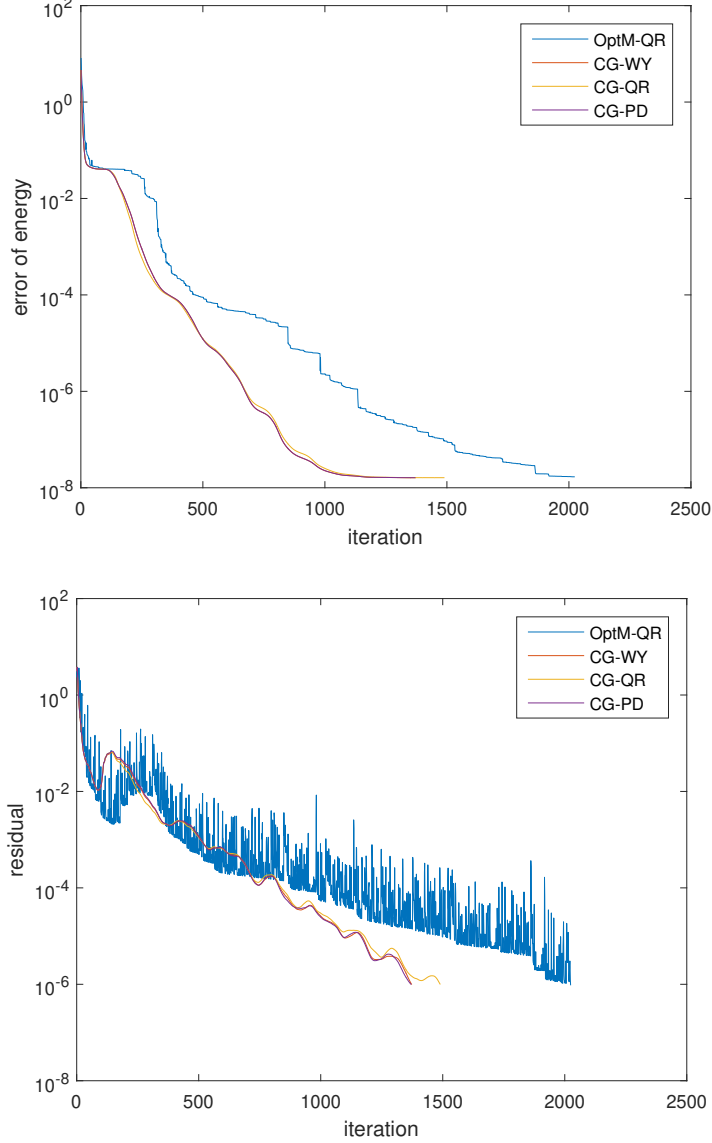 10^2
10^0
10^-2
10^-4
10^-6
10^-8
error of energy
OptM-QR
CG-WY
CG-QR
CG-PD
0
500
1000
1500
2000
2500
iteration
10^2
10^0
10^-2
10^-4
10^-6
10^-8
residual
OptM-QR
CG-WY
CG-QR
CG-PD
0
500
1000
1500
2000
2500
iteration